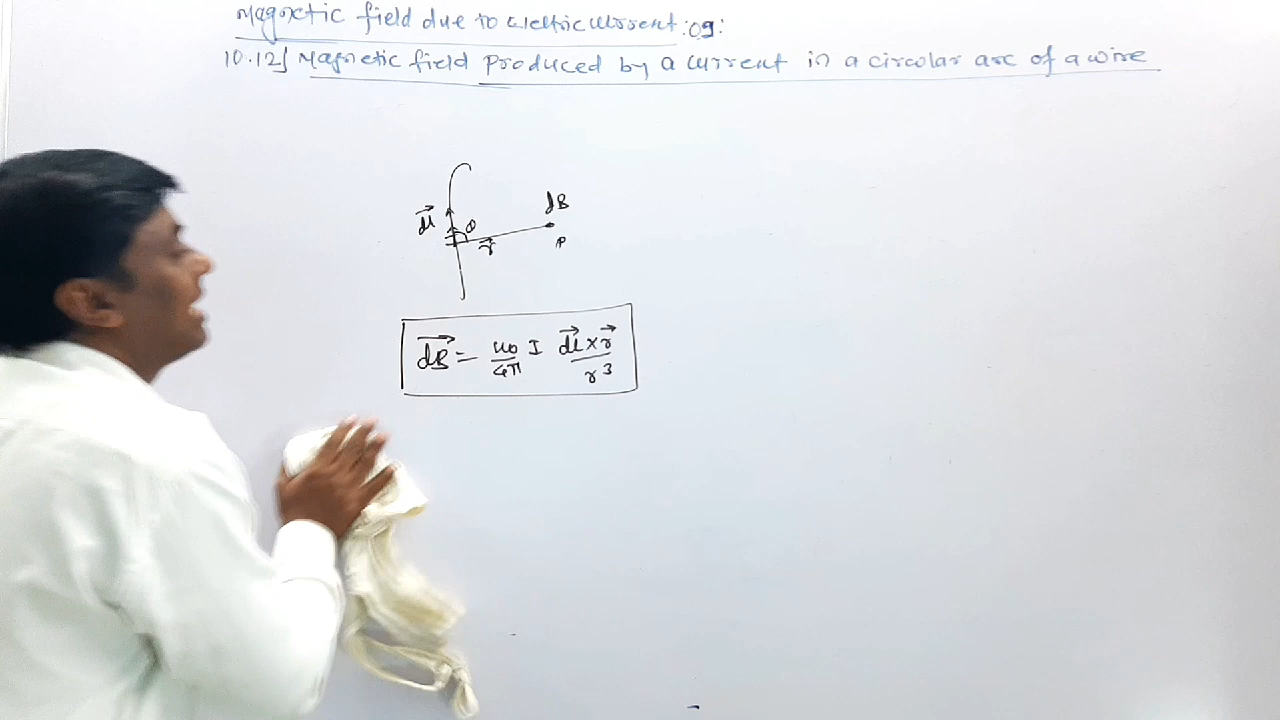 Magnetic field due to Electric current:09:
10.12] Magnetic field produced by a current in a circular arc of a wire
dB
dl θ
r P
dB = μ0/4π I dl × r/r³